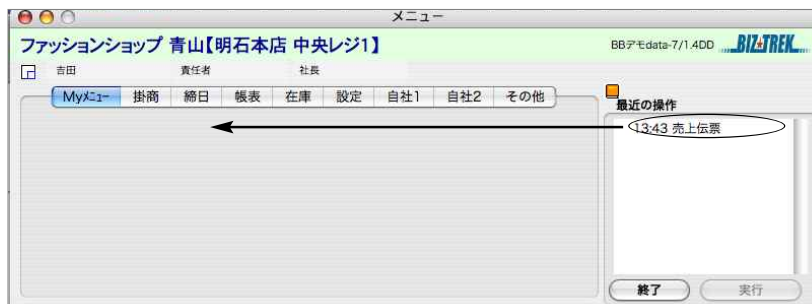 メニュー
ファッションショップ 青山【明石本店 中央レジ1】
BBデモdata-7/1.4DD BIZ★TREK
吉田 責任者 社長
Myメニュー 掛商 締日 帳表 在庫 設定 自社1 自社2 その他
最近の操作
13:43 売上伝票
終了 実行